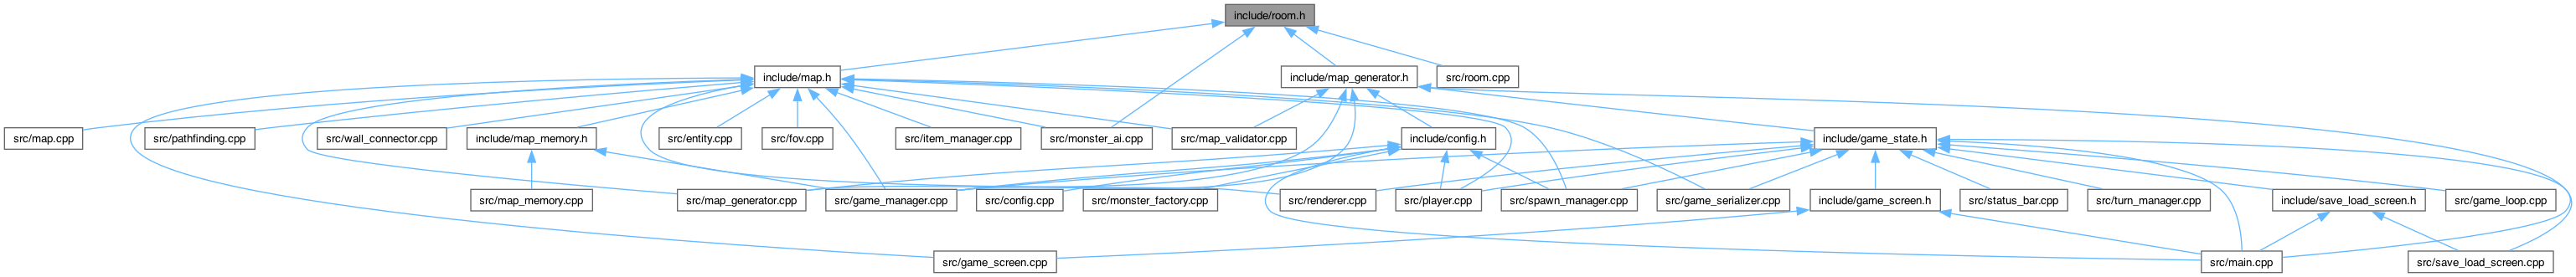 include/room.h
include/map.h
include/map_generator.h
src/room.cpp
src/map.cpp
src/pathfinding.cpp
src/wall_connector.cpp
include/map_memory.h
src/entity.cpp
src/fov.cpp
src/item_manager.cpp
src/monster_ai.cpp
src/map_validator.cpp
include/config.h
include/game_state.h
src/map_memory.cpp
src/map_generator.cpp
src/game_manager.cpp
src/config.cpp
src/monster_factory.cpp
src/renderer.cpp
src/player.cpp
src/spawn_manager.cpp
src/game_serializer.cpp
include/game_screen.h
src/status_bar.cpp
src/turn_manager.cpp
include/save_load_screen.h
src/game_loop.cpp
src/game_screen.cpp
src/main.cpp
src/save_load_screen.cpp